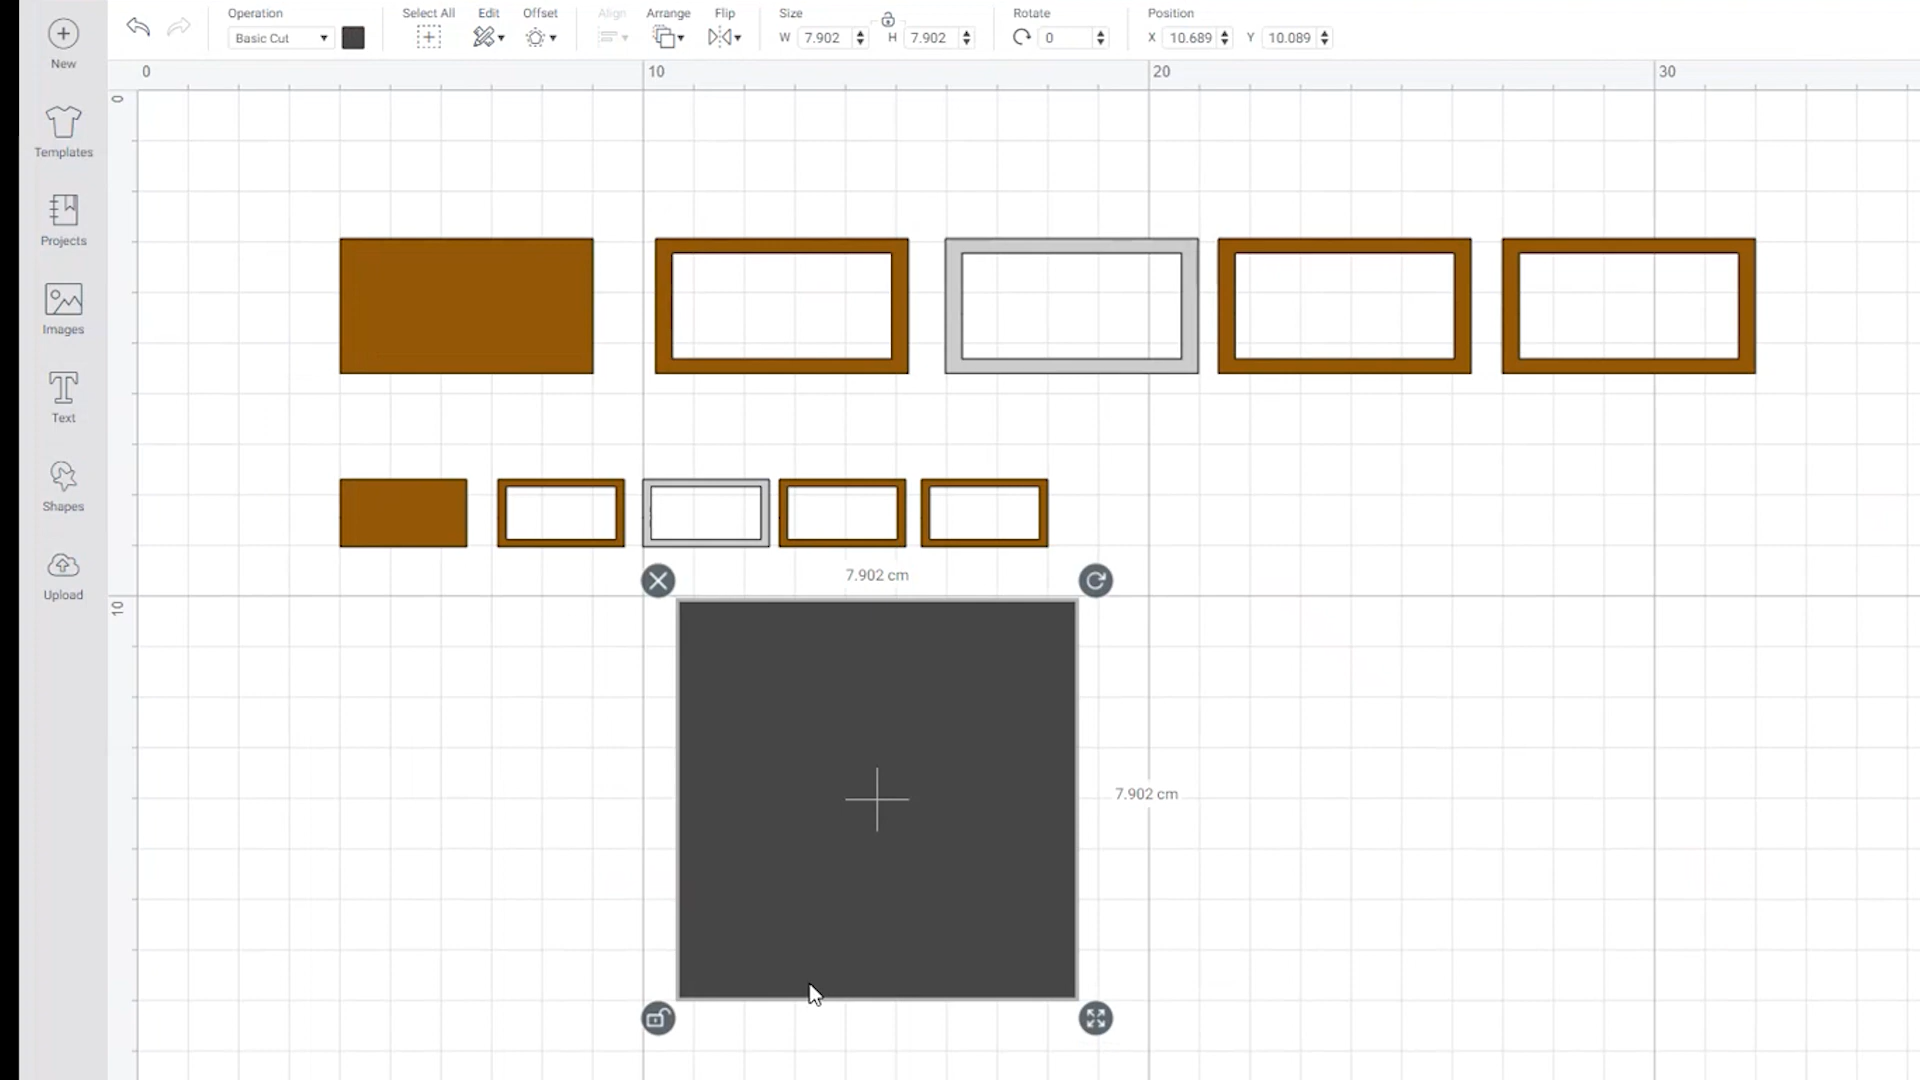 Operation
Basic Cut
Select All
Edit
Offset
Align
Arrange
Flip
Size
W 7.902
H 7.902
Rotate
0
Position
X 10.689
Y 10.089
New
Templates
Projects
Images
Text
Shapes
Upload
0 10 20 30
0
10
7.902 cm
7.902 cm